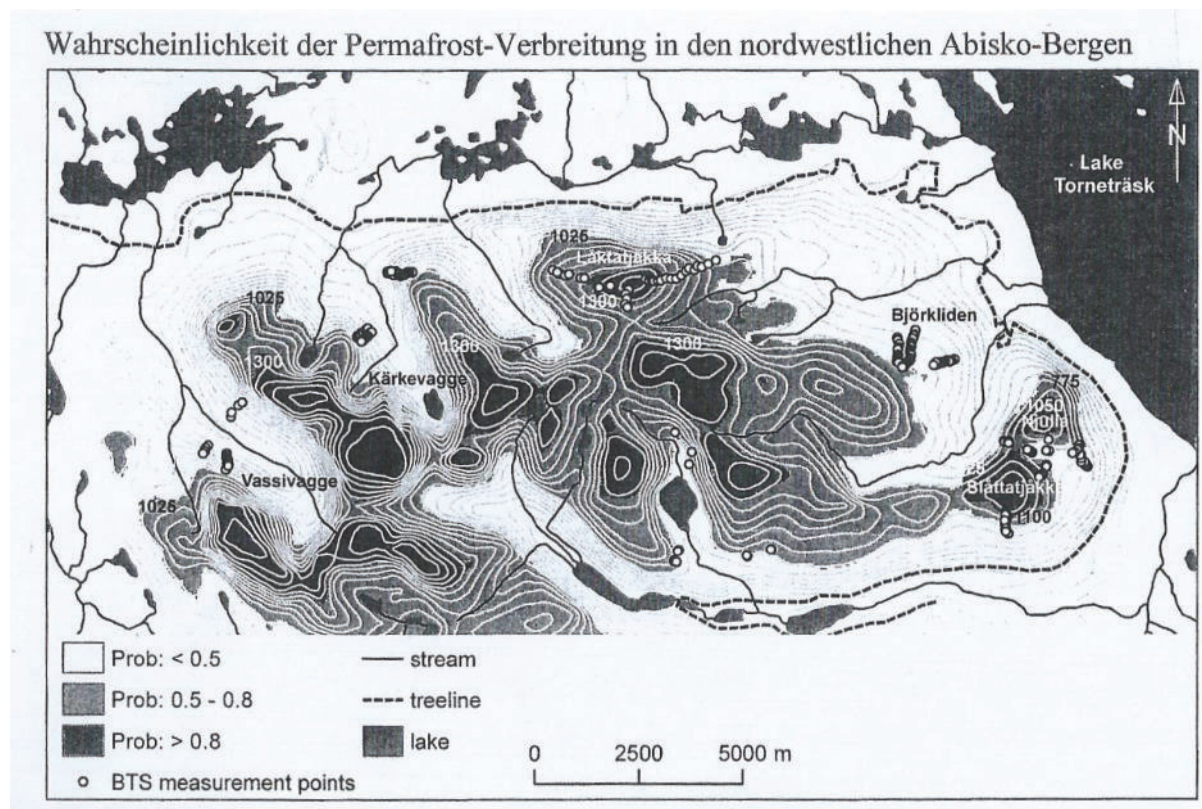 Wahrscheinlichkeit der Permafrost-Verbreitung in den nordwestlichen Abisko-Bergen
N
Lake
Torneträsk
1025
Låktatjåkka
1300
1025
Björkliden
1300
1300
1300
775
Kärkevagge
1050
Njulla
Vassivagge
Slåttatjåkk
1025
1100
Prob: < 0.5
stream
Prob: 0.5 - 0.8
treeline
Prob: > 0.8
lake
0 2500 5000 m
BTS measurement points